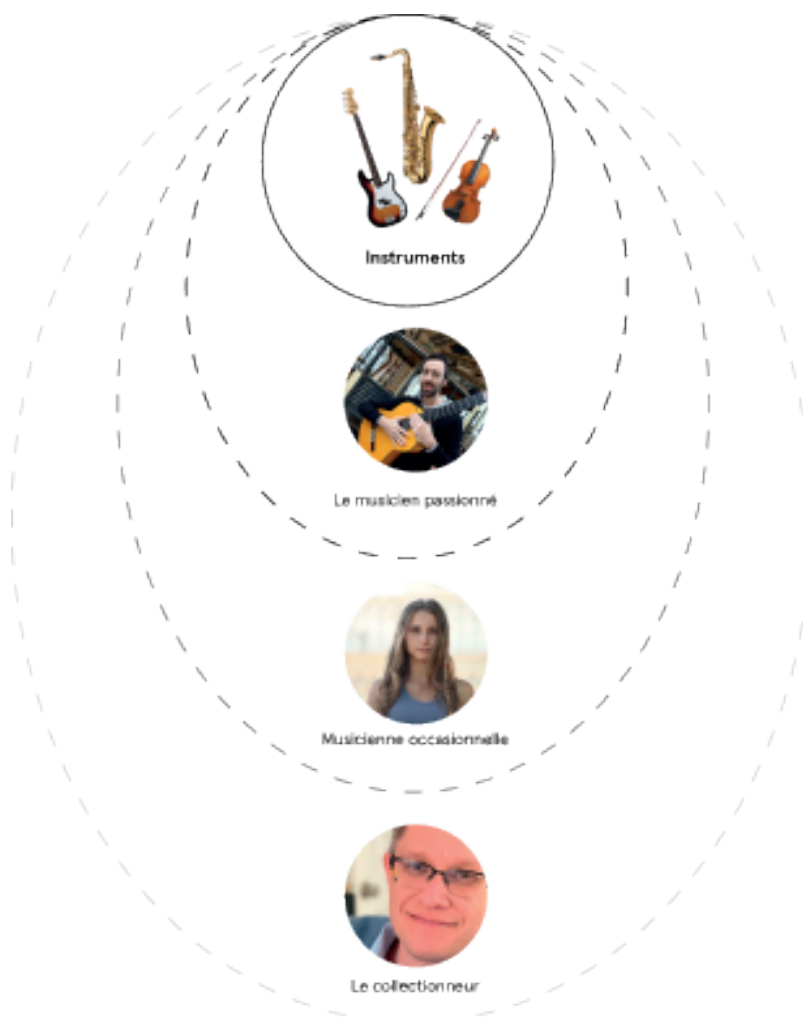 Instruments
Le musicien passionné
Musicienne occasionnelle
Le collectionneur